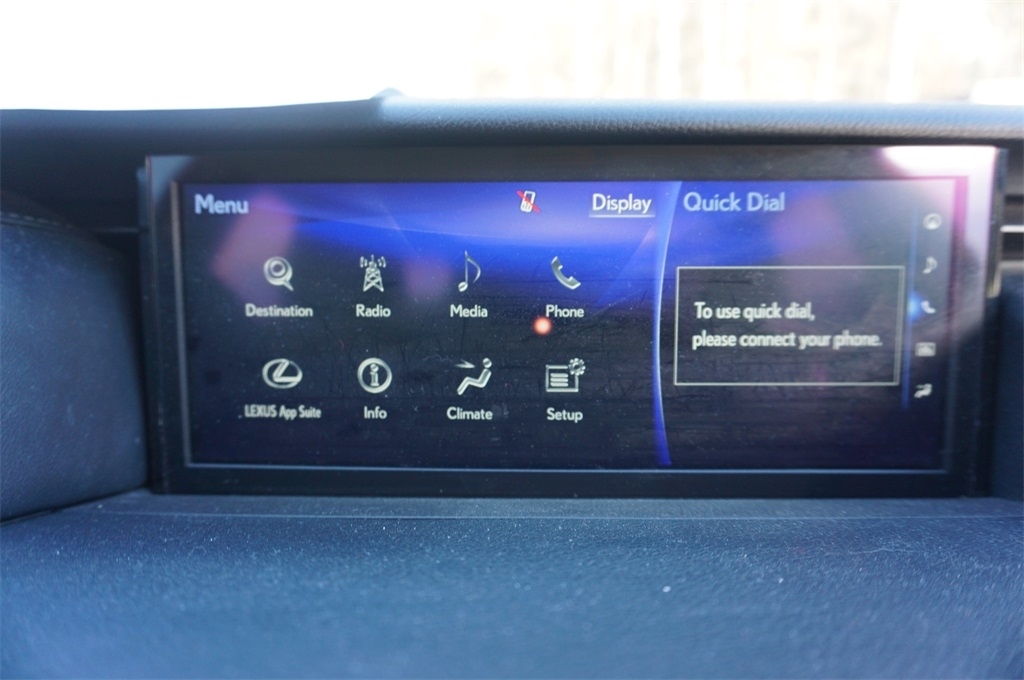 Menu
Display
Quick Dial
Destination
Radio
Media
Phone
To use quick dial,
please connect your phone.
LEXUS App Suite
Info
Climate
Setup